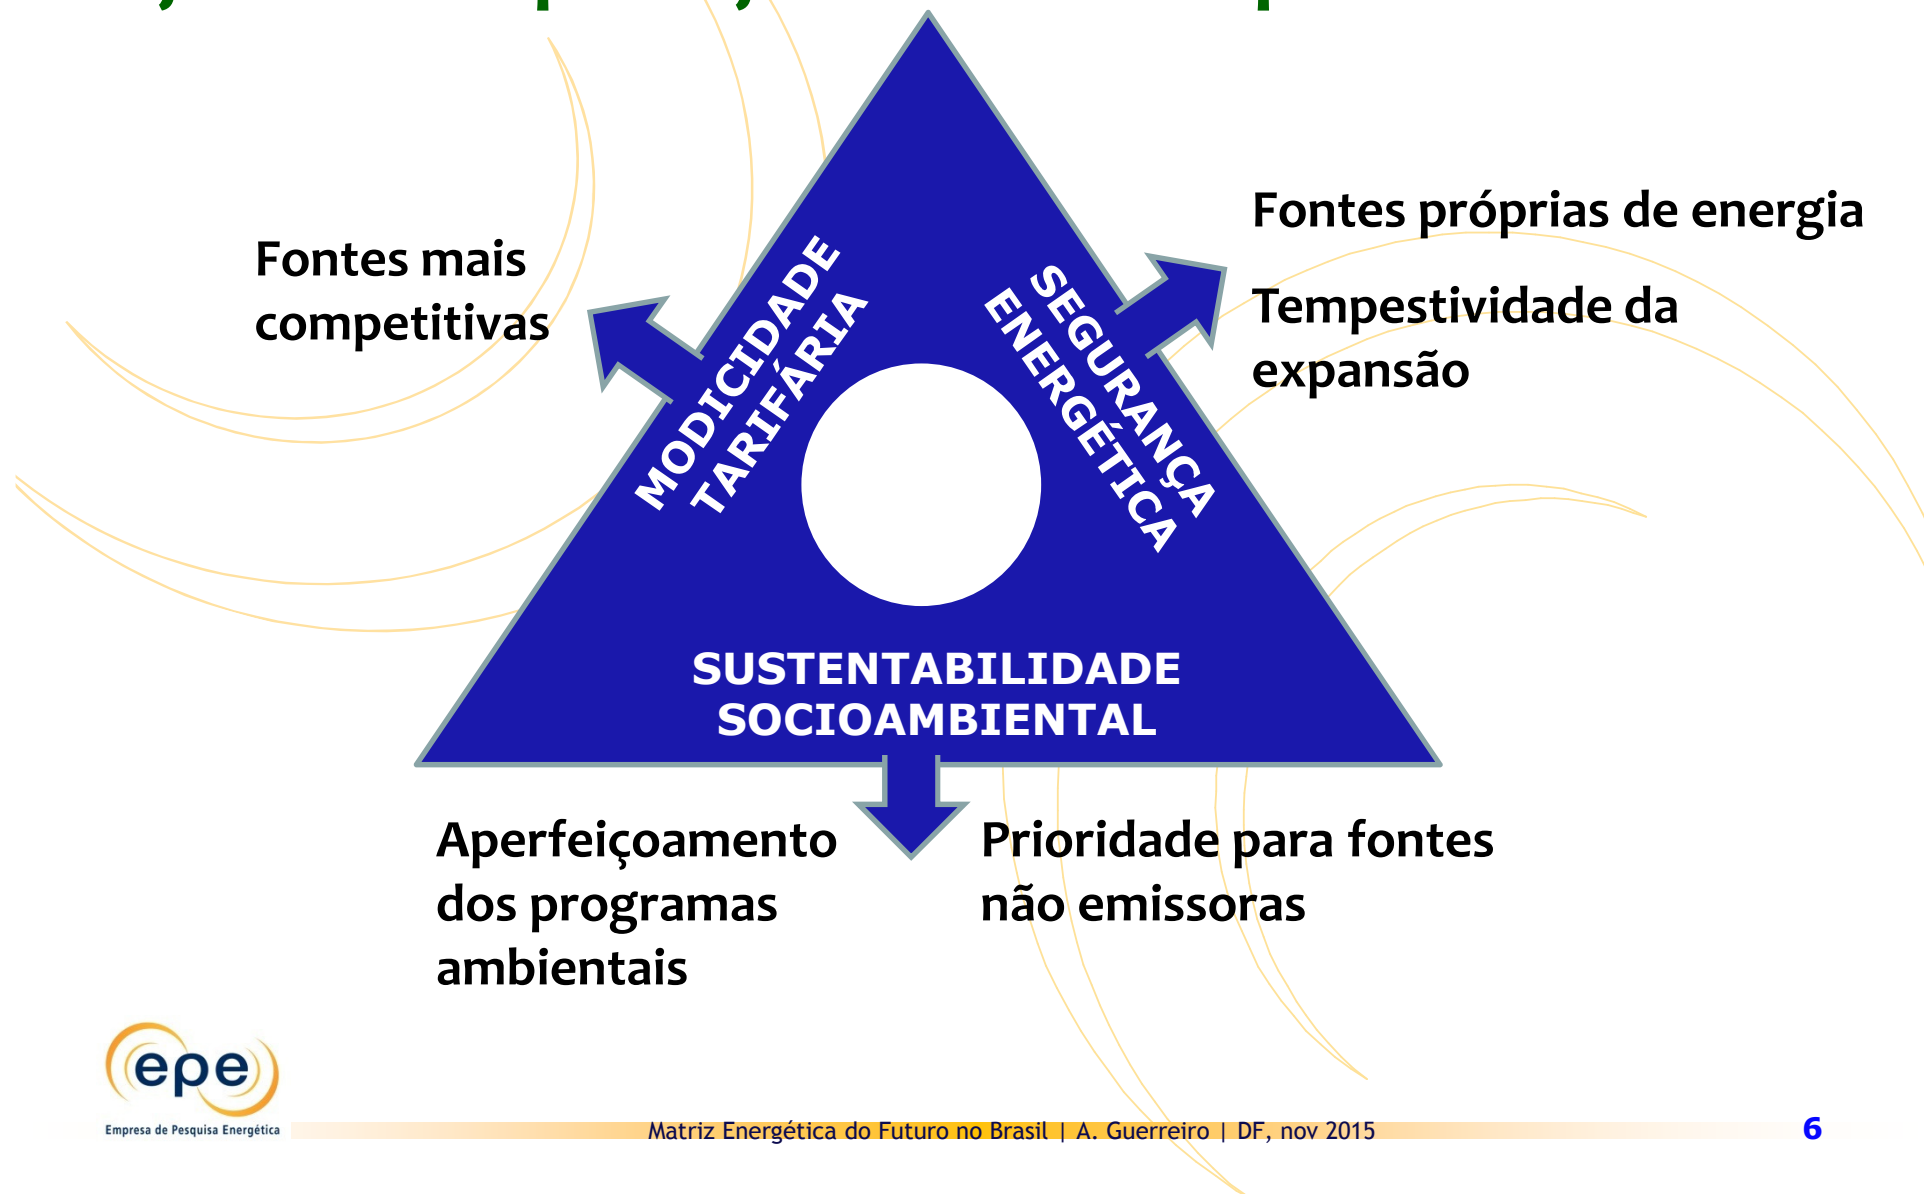 Fontes mais
competitivas
MODICIDADE
TARIFÁRIA
SEGURANÇA
ENERGÉTICA
Fontes próprias de energia
Tempestividade da
expansão
SUSTENTABILIDADE
SOCIOAMBIENTAL
Aperfeiçoamento
dos programas
ambientais
Prioridade para fontes
não emissoras
epe
Empresa de Pesquisa Energética
Matriz Energética do Futuro no Brasil | A. Guerreiro | DF, nov 2015
6